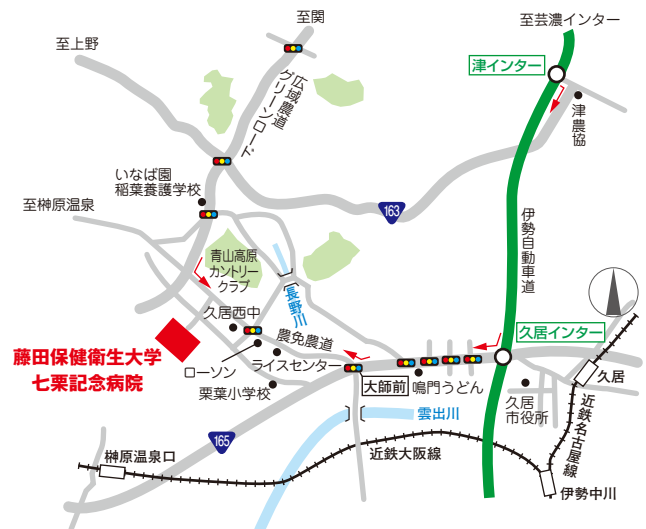 至関
至芸濃インター
至上野
津インター
広域農道
グリーンロード
津農協
いなば園
稲葉養護学校
至榊原温泉
163
伊勢自動車道
青山高原
カントリー
クラブ
長野川
久居西中
農免農道
久居インター
藤田保健衛生大学
七栗記念病院
ローソン
ライスセンター
大師前
鳴門うどん
久居
栗葉小学校
久居
市役所
雲出川
近鉄名古屋線
165
近鉄大阪線
榊原温泉口
伊勢中川